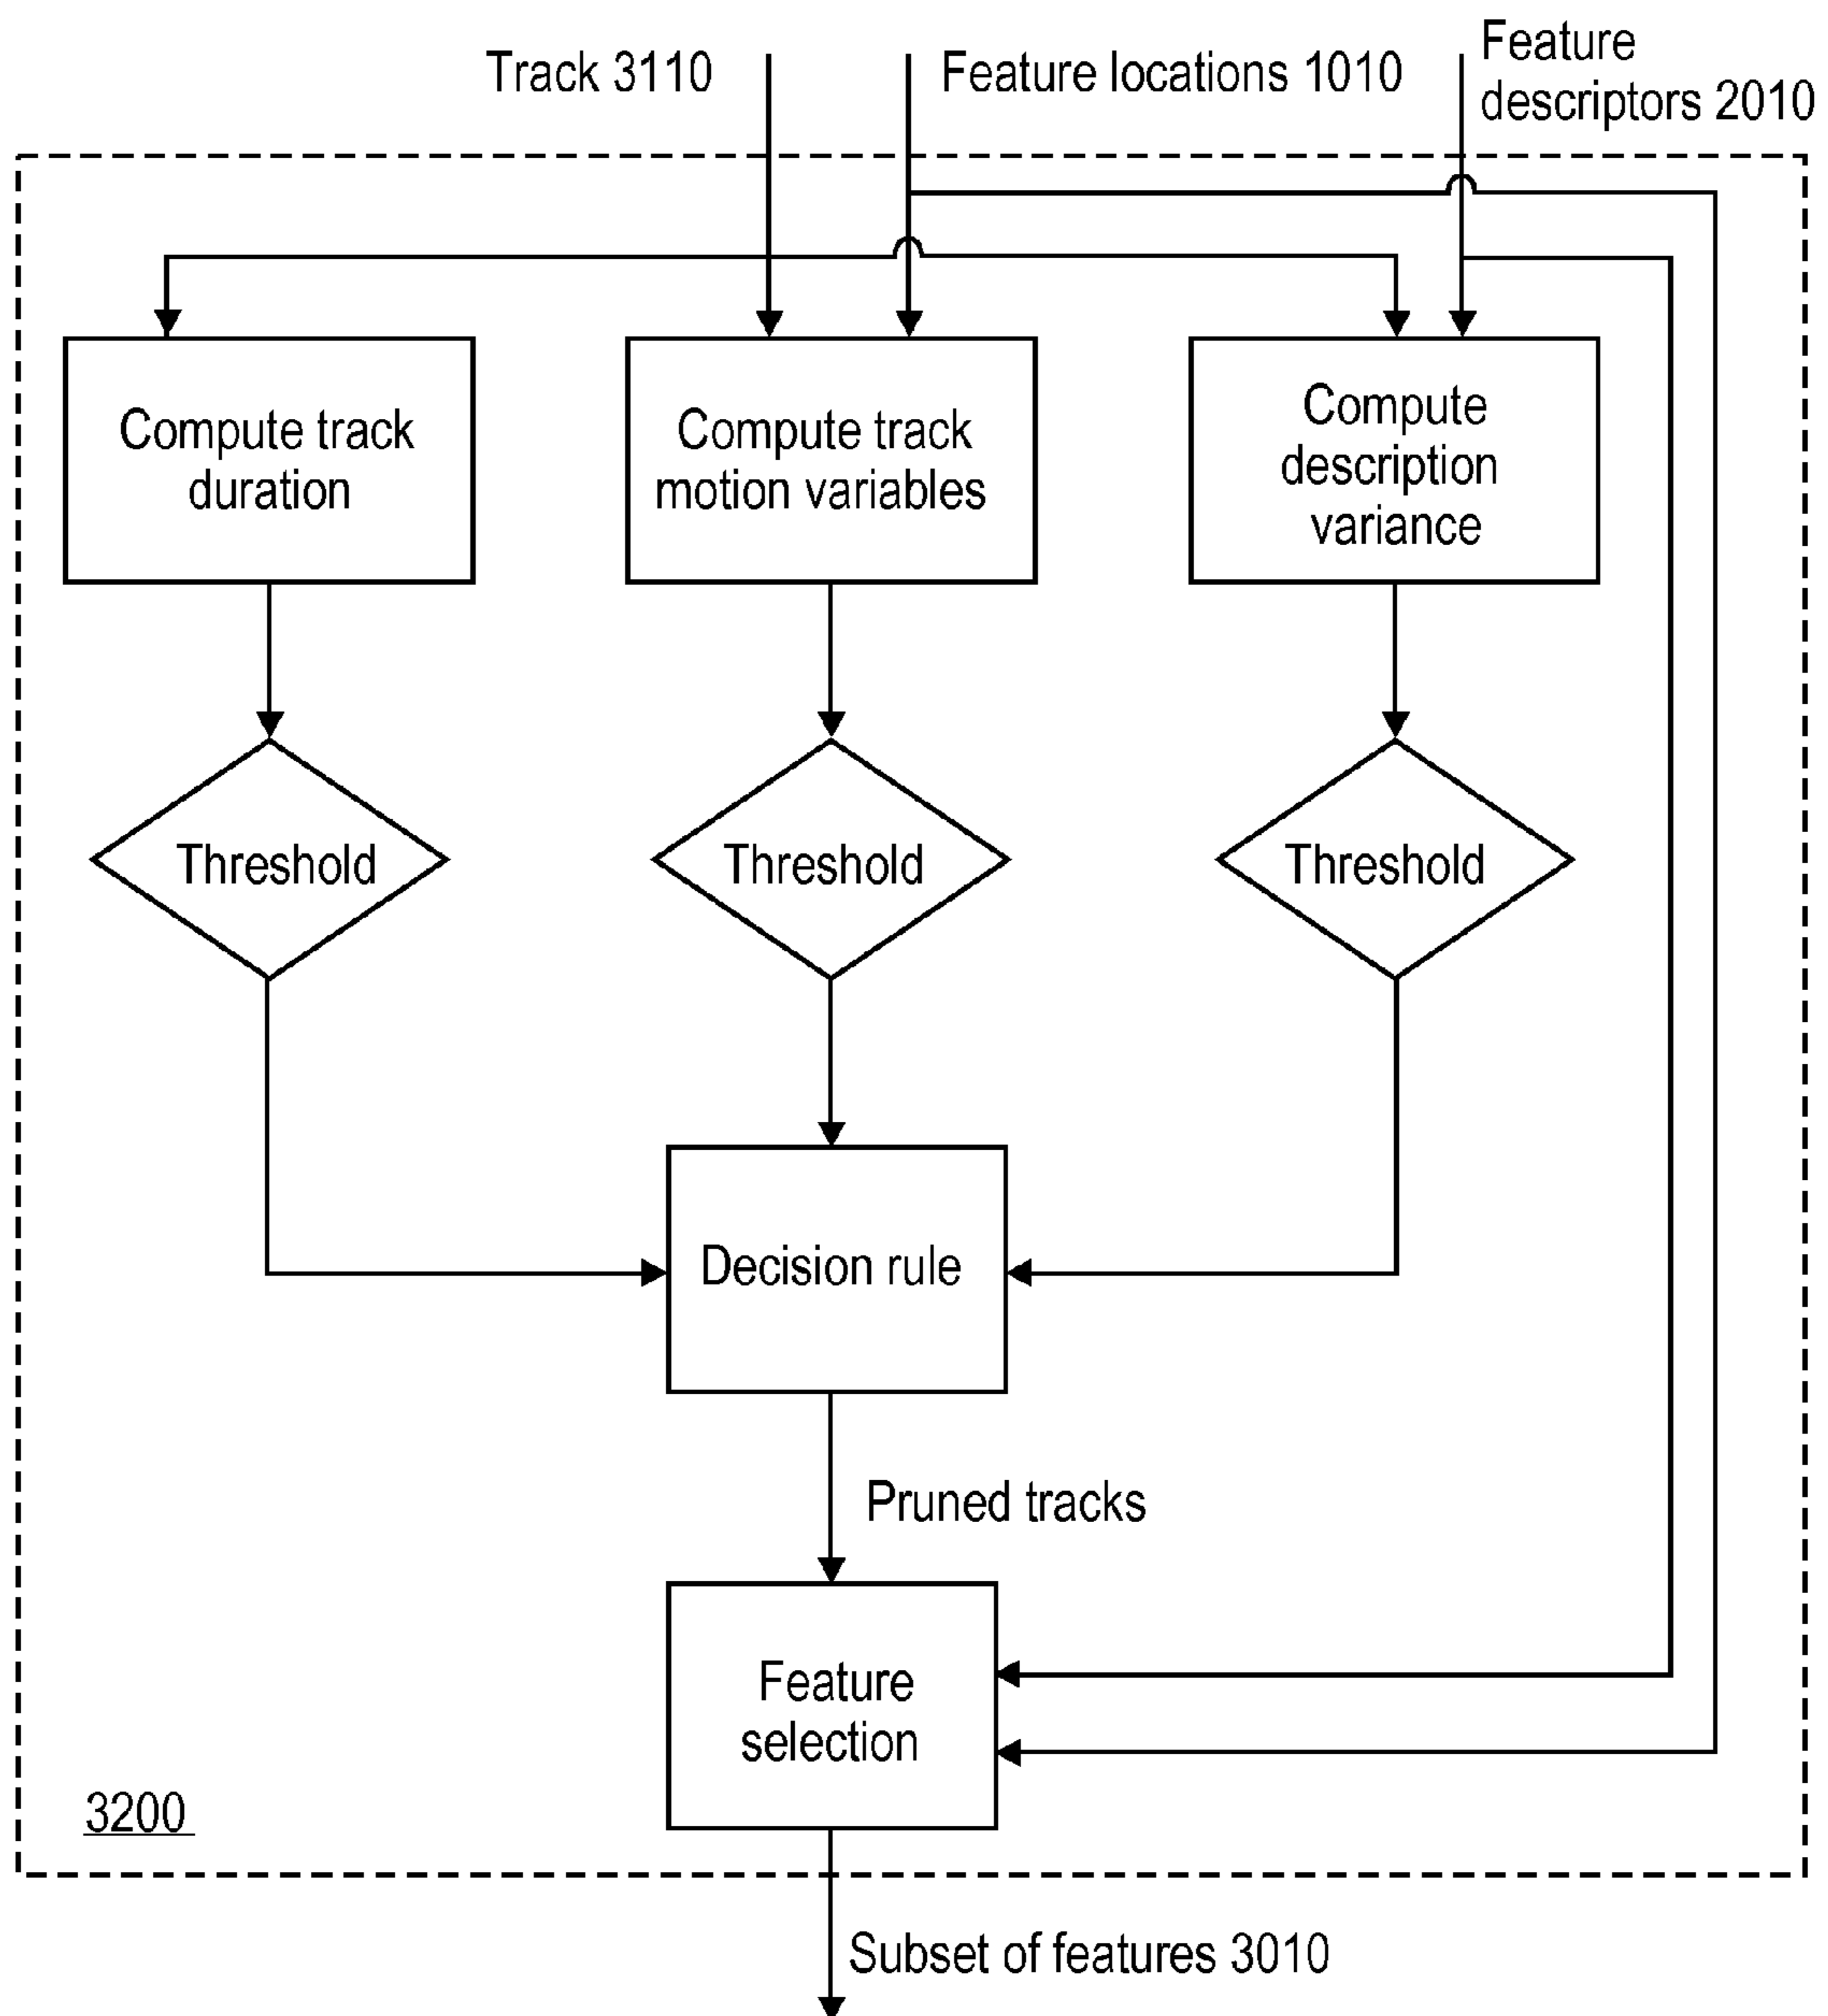 Track 3110
Feature locations 1010
Feature
descriptors 2010
Compute track
duration
Compute track
motion variables
Compute
description
variance
Threshold
Threshold
Threshold
Decision rule
Pruned tracks
Feature
selection
3200
Subset of features 3010